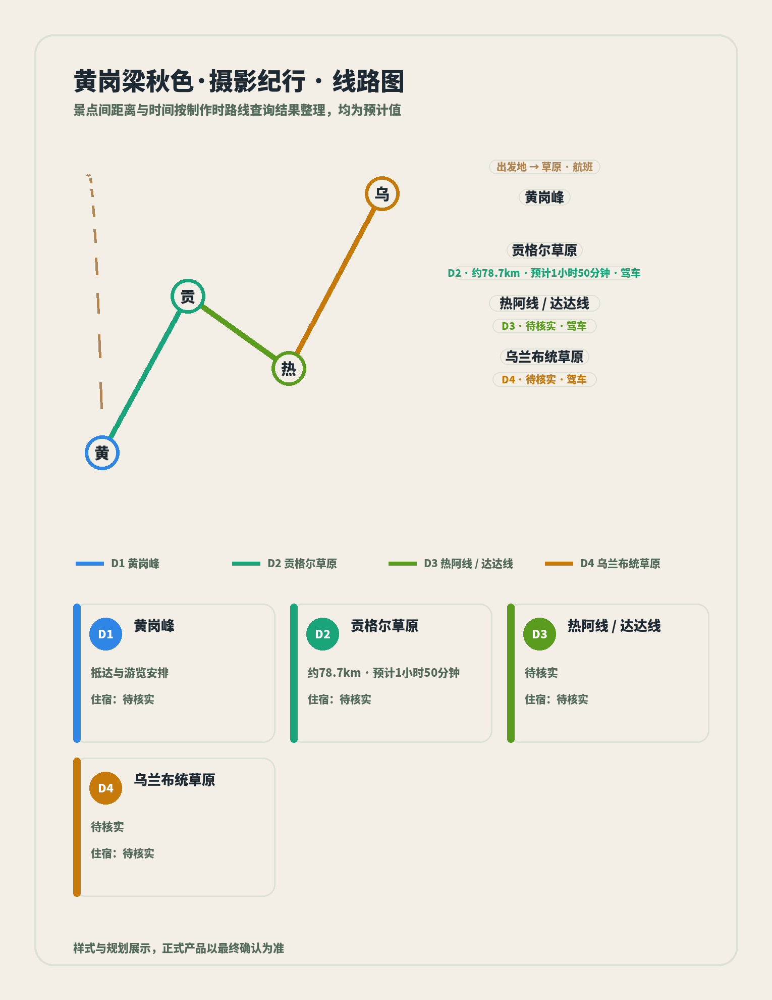 黄岗梁秋色·摄影纪行 · 线路图
景点间距离与时间按制作时路线查询结果整理，均为预计值
出发地 → 草原 · 航班
黄岗峰
贡格尔草原
D2 · 约78.7km · 预计1小时50分钟 · 驾车
热阿线 / 达达线
D3 · 待核实 · 驾车
乌兰布统草原
D4 · 待核实 · 驾车
乌
贡
热
黄
D1 黄岗峰
D2 贡格尔草原
D3 热阿线 / 达达线
D4 乌兰布统草原
D1
黄岗峰
抵达与游览安排
住宿：待核实
D2
贡格尔草原
约78.7km · 预计1小时50分钟
住宿：待核实
D3
热阿线 / 达达线
待核实
住宿：待核实
D4
乌兰布统草原
待核实
住宿：待核实
样式与规划展示，正式产品以最终确认为准